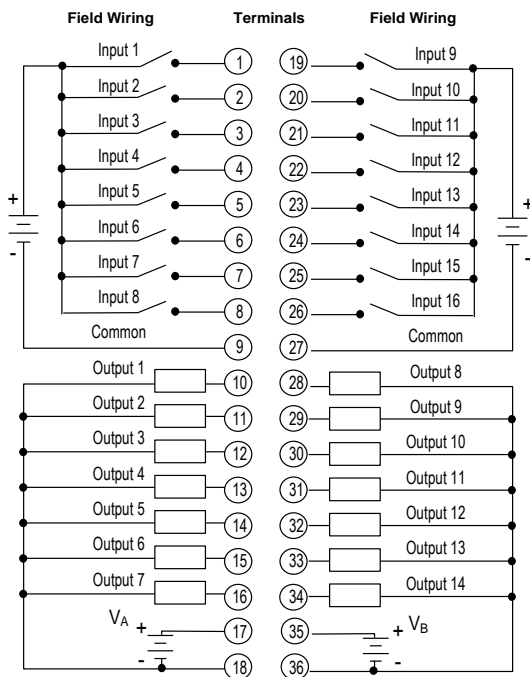 Field Wiring Terminals Field Wiring
Input 1 1 19 Input 9
Input 2 2 20 Input 10
Input 3 3 21 Input 11
Input 4 4 22 Input 12
+ Input 5 5 23 Input 13 +
- Input 6 6 24 Input 14 -
Input 7 7 25 Input 15
Input 8 8 26 Input 16
Common 9 27 Common
Output 1 10 28 Output 8
Output 2 11 29 Output 9
Output 3 12 30 Output 10
Output 4 13 31 Output 11
Output 5 14 32 Output 12
Output 6 15 33 Output 13
Output 7 16 34 Output 14
VA + 17 35 + VB
- 18 36 -